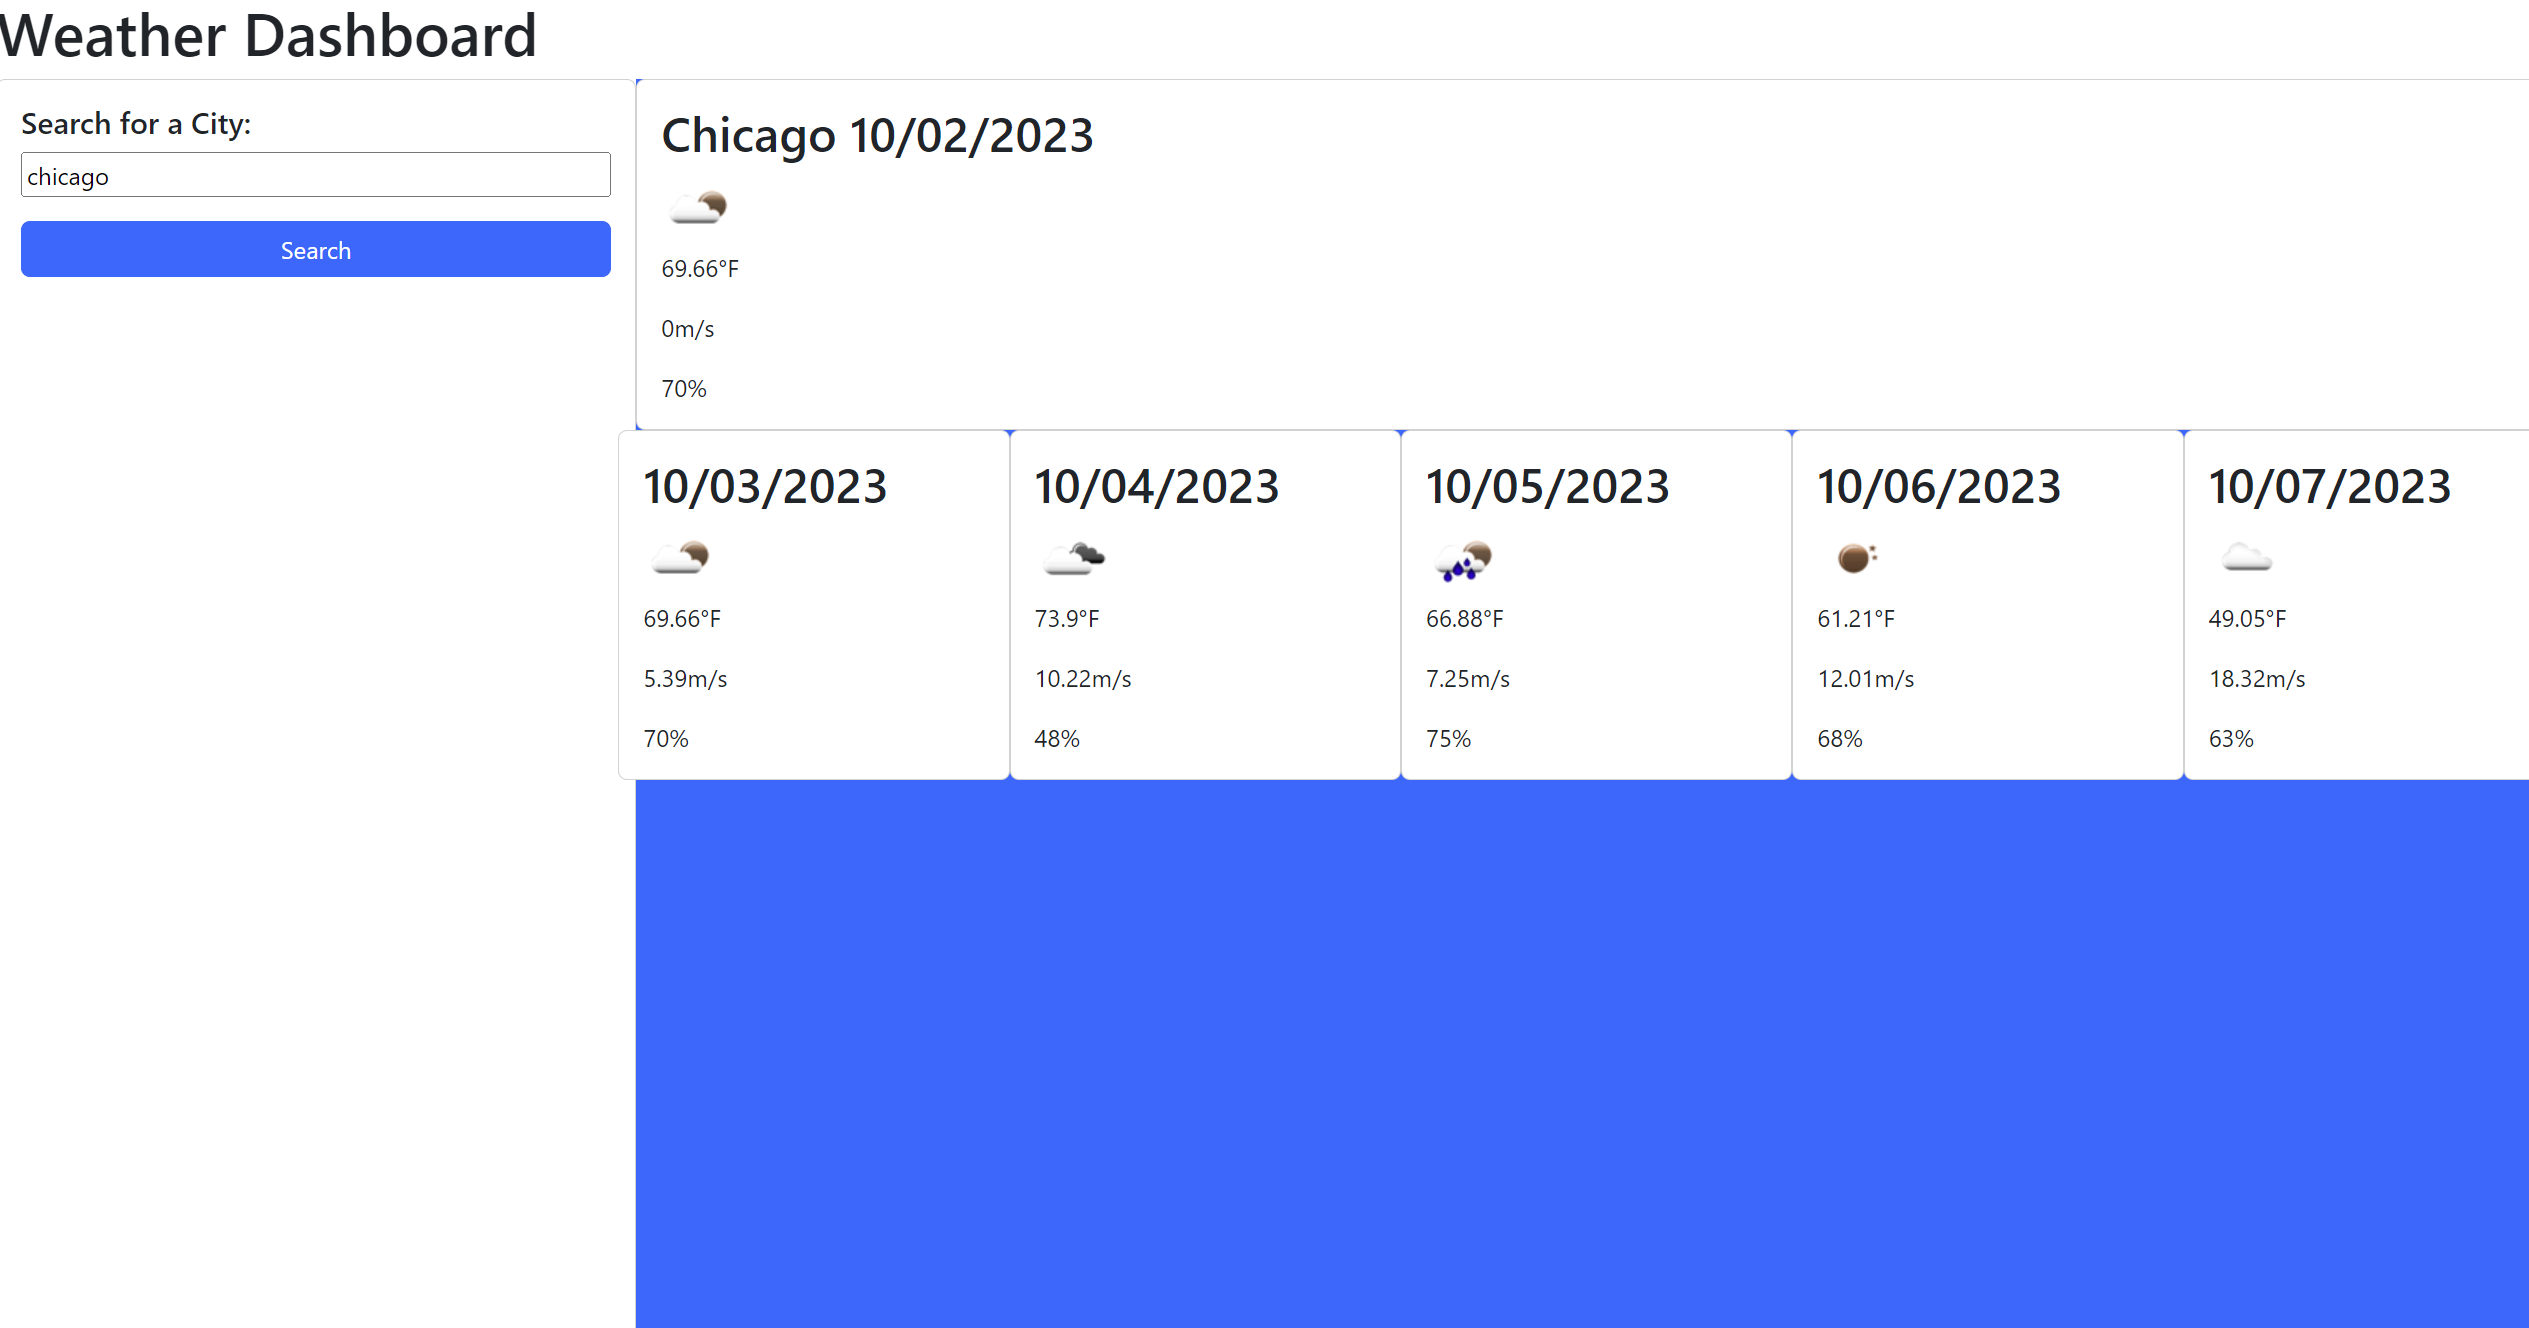 Weather Dashboard
Search for a City:
chicago
Search
Chicago 10/02/2023
69.66°F
0m/s
70%
10/03/2023
69.66°F
5.39m/s
70%
10/04/2023
73.9°F
10.22m/s
48%
10/05/2023
66.88°F
7.25m/s
75%
10/06/2023
61.21°F
12.01m/s
68%
10/07/2023
49.05°F
18.32m/s
63%